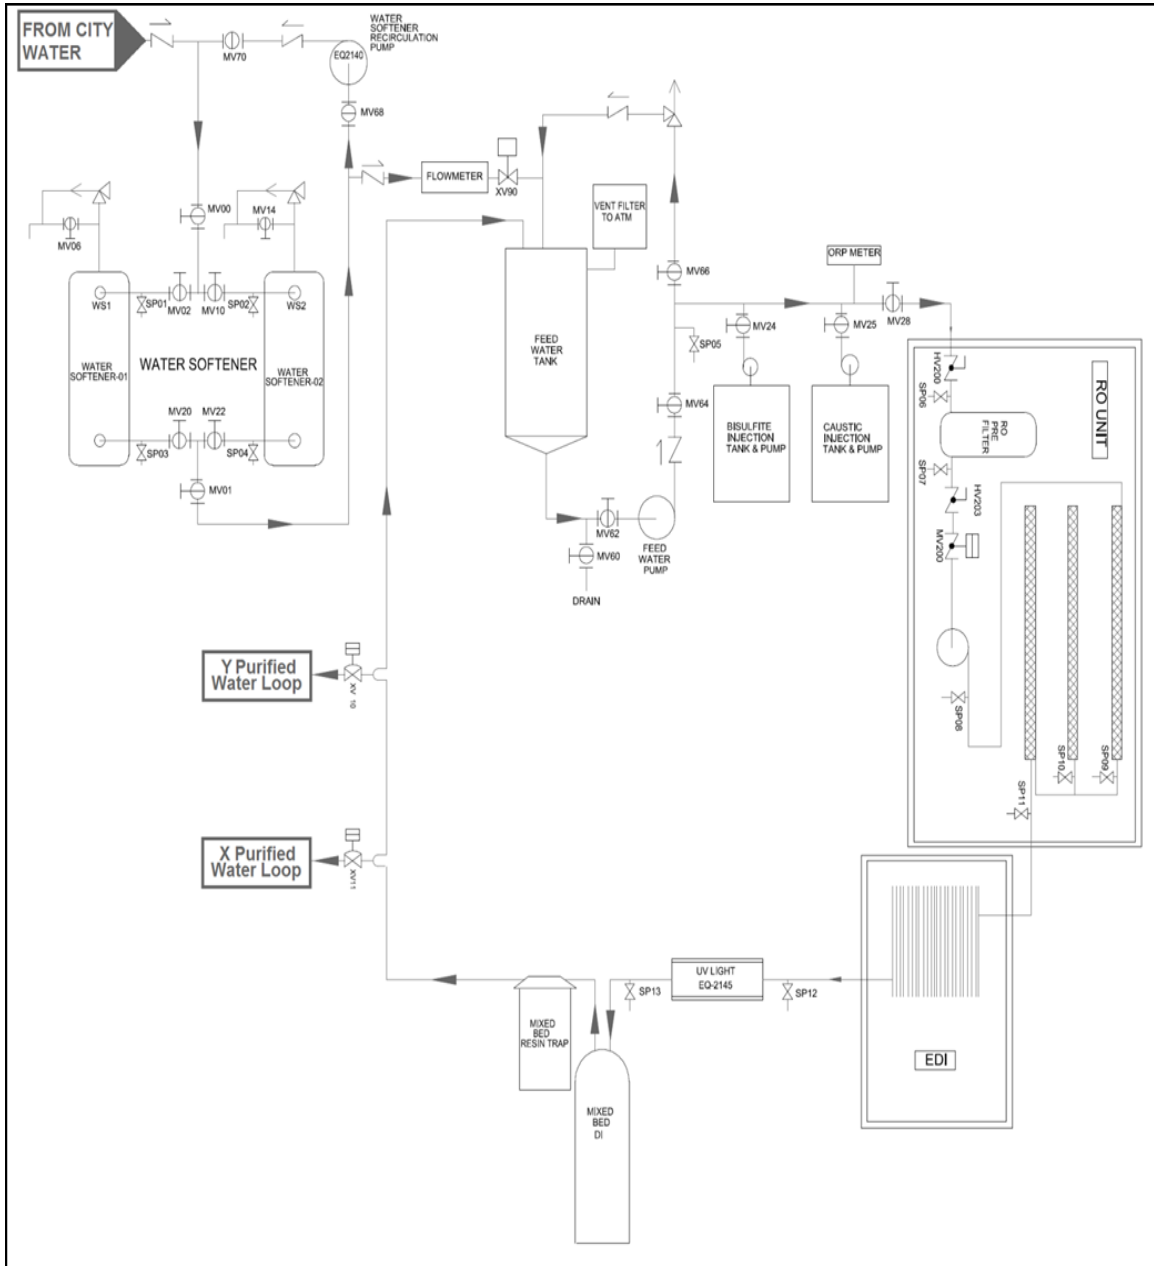 FROM CITY
WATER
MV70
WATER
SOFTENER
RECIRCULATION
PUMP
EQ2140
MV68
FLOWMETER
XV90
VENT FILTER
TO ATM
MV00
MV14
MV06
ORP METER
MV66
WS1
SP01
MV02
MV10
SP02
WS2
MV24
MV25
MV28
SP05
FEED
WATER
TANK
WATER SOFTENER
WATER
SOFTENER-01
WATER
SOFTENER-02
HV200
SP06
RO UNIT
MV64
MV20
MV22
BISULFITE
INJECTION
TANK & PUMP
CAUSTIC
INJECTION
TANK & PUMP
RO
PRE
FILTER
SP03
SP04
SP07
MV01
HV203
MV62
MV60
FEED
WATER
PUMP
MV200
DRAIN
Y Purified
Water Loop
XV 10
SP08
SP10
SP09
SP11
X Purified
Water Loop
XV11
UV LIGHT
EQ-2145
SP13
SP12
MIXED
BED
RESIN TRAP
EDI
MIXED
BED
DI